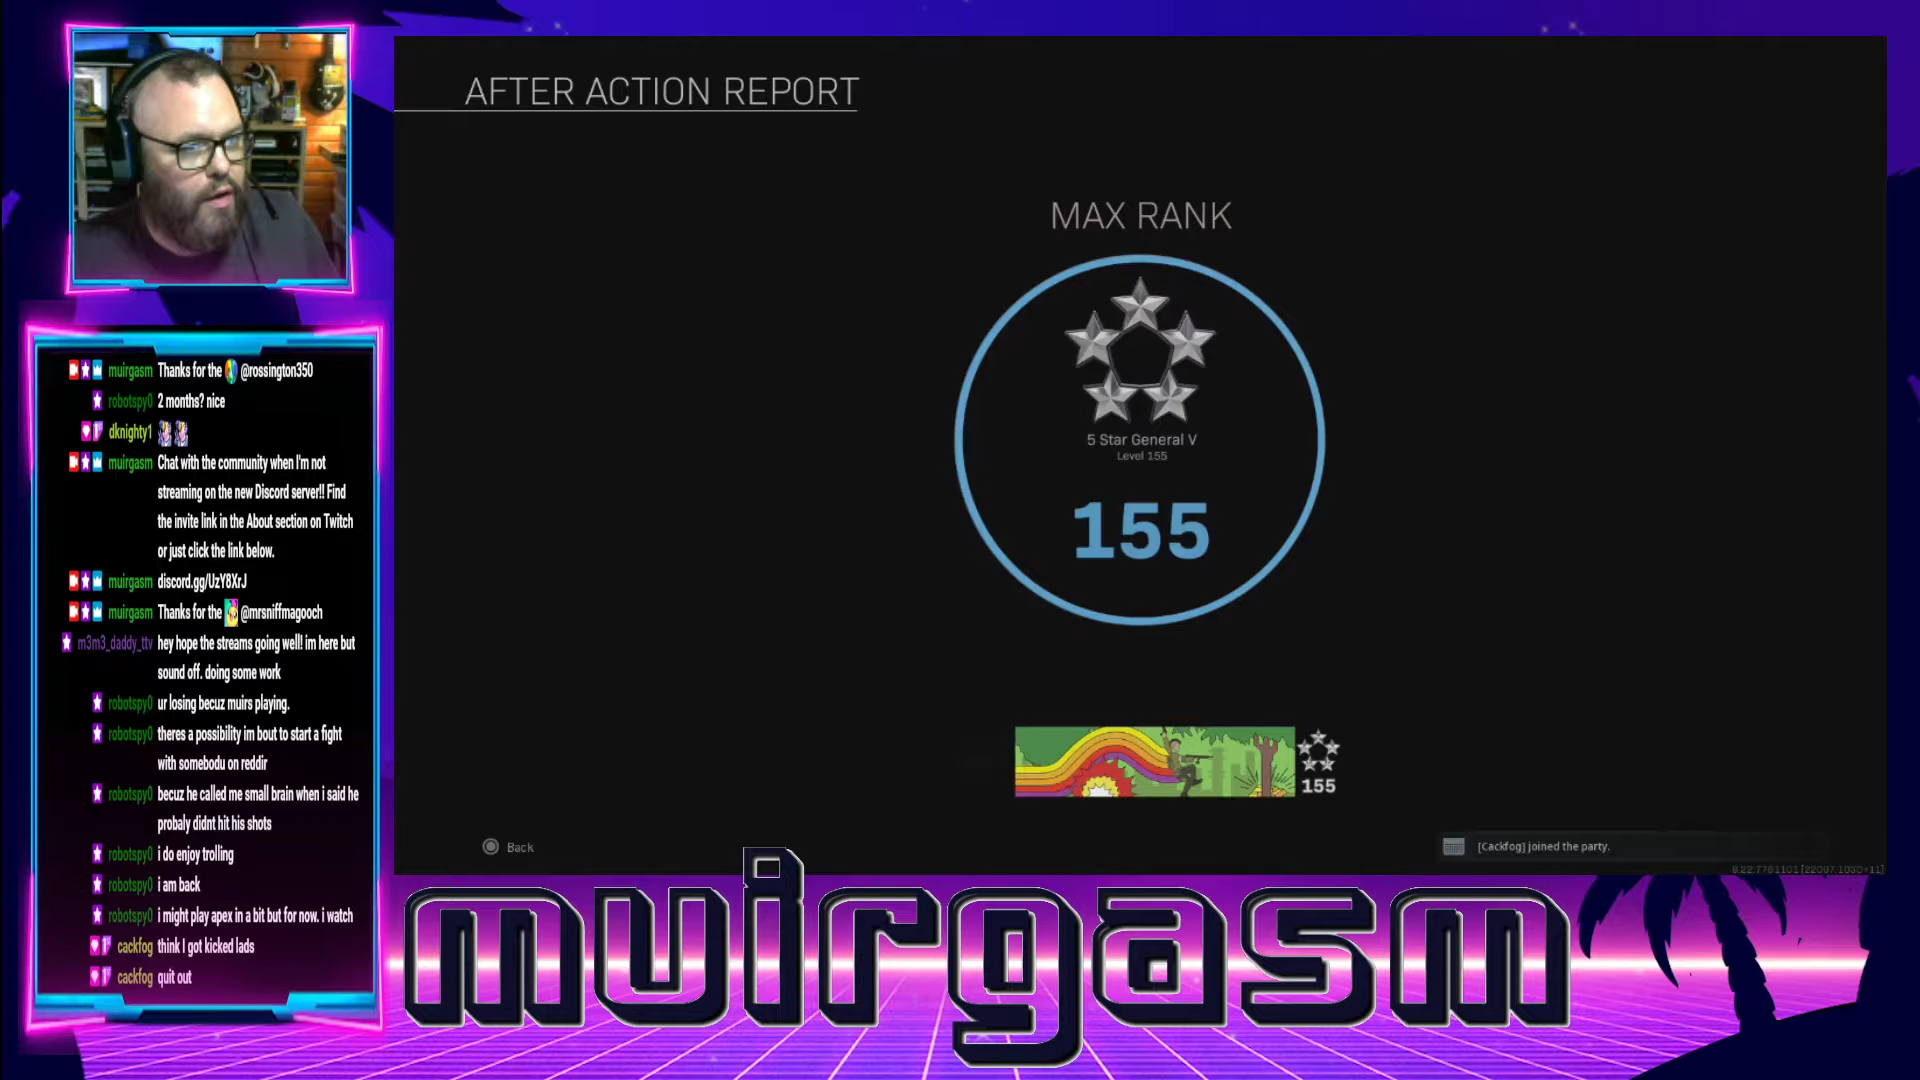 AFTER ACTION REPORT
MAX RANK
5 Star General V
Level 155
155
155
Back
[Cackfog] joined the party.
muirgasm Thanks for the @rossington350
robotspy0 2 months? nice
dknighty1
muirgasm Chat with the community when I'm not
streaming on the new Discord server!! Find
the invite link in the About section on Twitch
or just click the link below.
muirgasm discord.gg/UzY8XrJ
muirgasm Thanks for the @mrsniffmagooch
m3m3_daddy_ttv hey hope the streams going well! im here but
sound off. doing some work
robotspy0 ur losing becuz muirs playing.
robotspy0 theres a possibility im bout to start a fight
with somebodu on reddir
robotspy0 becuz he called me small brain when i said he
probaly didnt hit his shots
robotspy0 i do enjoy trolling
robotspy0 i am back
robotspy0 i might play apex in a bit but for now. i watch
cackfog think I got kicked lads
cackfog quit out
muirgasm